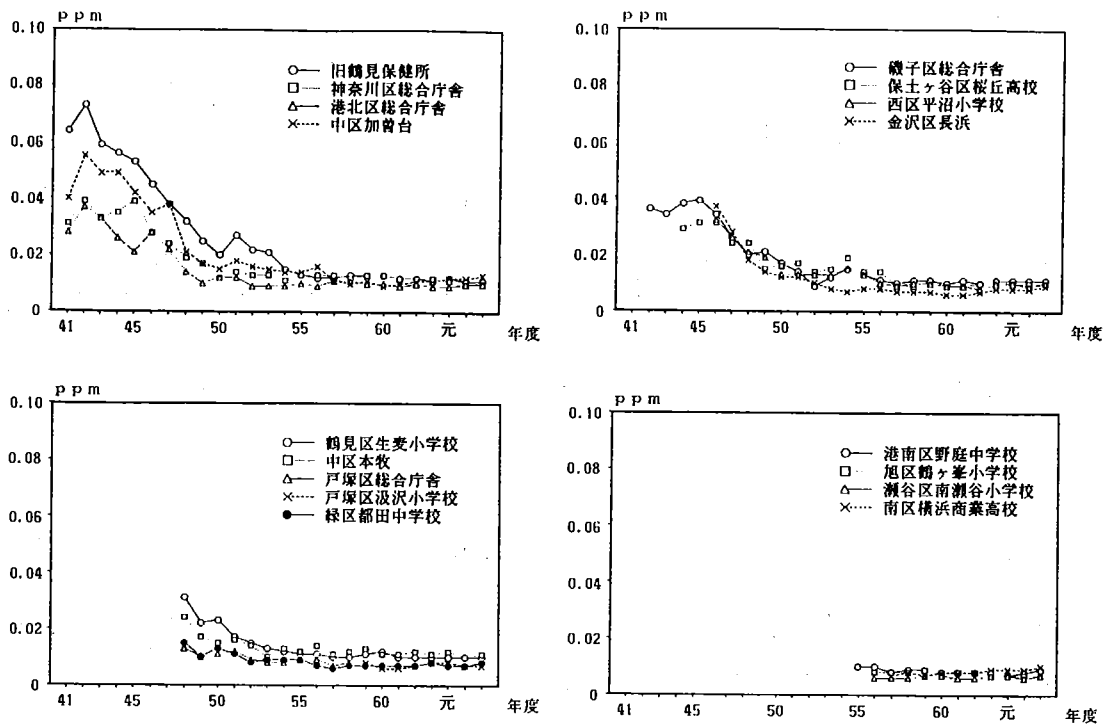 ppm
0.10
0.08
0.06
0.04
0.02
0
旧鶴見保健所
神奈川区総合庁舎
港北区総合庁舎
中区加曽台
41 45 50 55 60 元 年度
ppm
0.10
0.08
0.06
0.04
0.02
0
磯子区総合庁舎
保土ヶ谷区桜丘高校
西区平沼小学校
金沢区長浜
41 45 50 55 60 元 年度
ppm
0.10
0.08
0.06
0.04
0.02
0
鶴見区生麦小学校
中区本牧
戸塚区総合庁舎
戸塚区汲沢小学校
緑区都田中学校
41 45 50 55 60 元 年度
ppm
0.10
0.08
0.06
0.04
0.02
0
港南区野庭中学校
旭区鶴ヶ峯小学校
瀬谷区南瀬谷小学校
南区横浜商業高校
41 45 50 55 60 元 年度